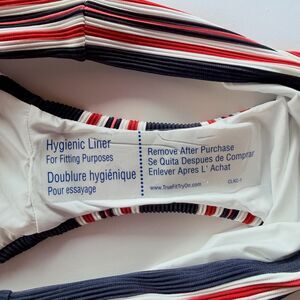 Hygienic Liner
For Fitting Purposes
Doublure hygiénique
Pour essayage
Remove After Purchase
Se Quita Despues de Comprar
Enlever Apres L' Achat
www.TrueFitTryOn.com
CLRC-1